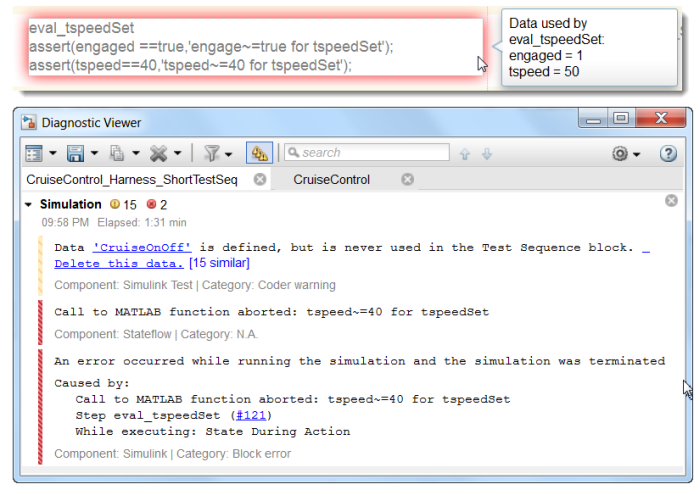 eval_tspeedSet
assert(engaged ==true,'engage~=true for tspeedSet');
assert(tspeed==40,'tspeed~=40 for tspeedSet');
Data used by
eval_tspeedSet:
engaged = 1
tspeed = 50
Diagnostic Viewer
search
CruiseControl_Harness_ShortTestSeq
CruiseControl
Simulation 15 2
09:58 PM Elapsed: 1:31 min
Data 'CruiseOnOff' is defined, but is never used in the Test Sequence block.
Delete this data. [15 similar]
Component: Simulink Test | Category: Coder warning
Call to MATLAB function aborted: tspeed~=40 for tspeedSet
Component: Stateflow | Category: N.A.
An error occurred while running the simulation and the simulation was terminated
Caused by:
Call to MATLAB function aborted: tspeed~=40 for tspeedSet
Step eval_tspeedSet (#121)
While executing: State During Action
Component: Simulink | Category: Block error